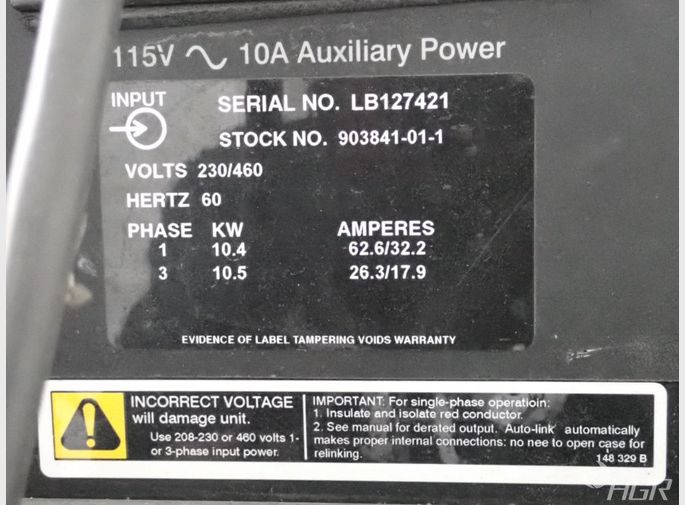 115V 10A Auxiliary Power
INPUT
SERIAL NO. LB127421
STOCK NO. 903841-01-1
VOLTS 230/460
HERTZ 60
PHASE KW AMPERES
1 10.4 62.6/32.2
3 10.5 26.3/17.9
EVIDENCE OF LABEL TAMPERING VOIDS WARRANTY
INCORRECT VOLTAGE
will damage unit.
Use 208-230 or 460 volts 1-
or 3-phase input power.
IMPORTANT: For single-phase operatioin:
1. Insulate and isolate red conductor.
2. See manual for derated output. Auto-link automatically
makes proper internal connections: no nee to open case for
relinking.
148 329 B
HGR